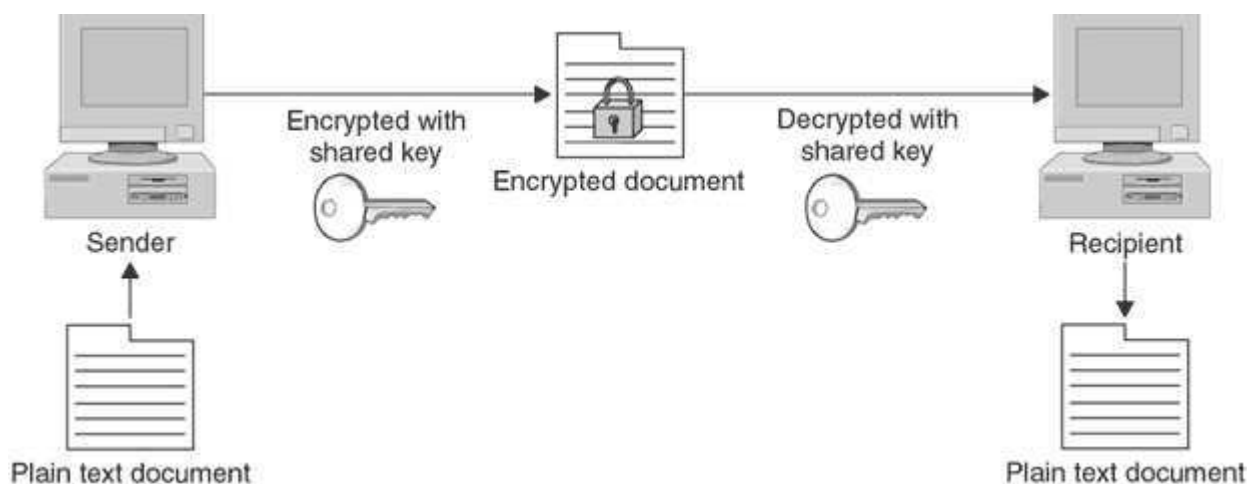 Encrypted with
shared key
Encrypted document
Decrypted with
shared key
Sender
Recipient
Plain text document
Plain text document